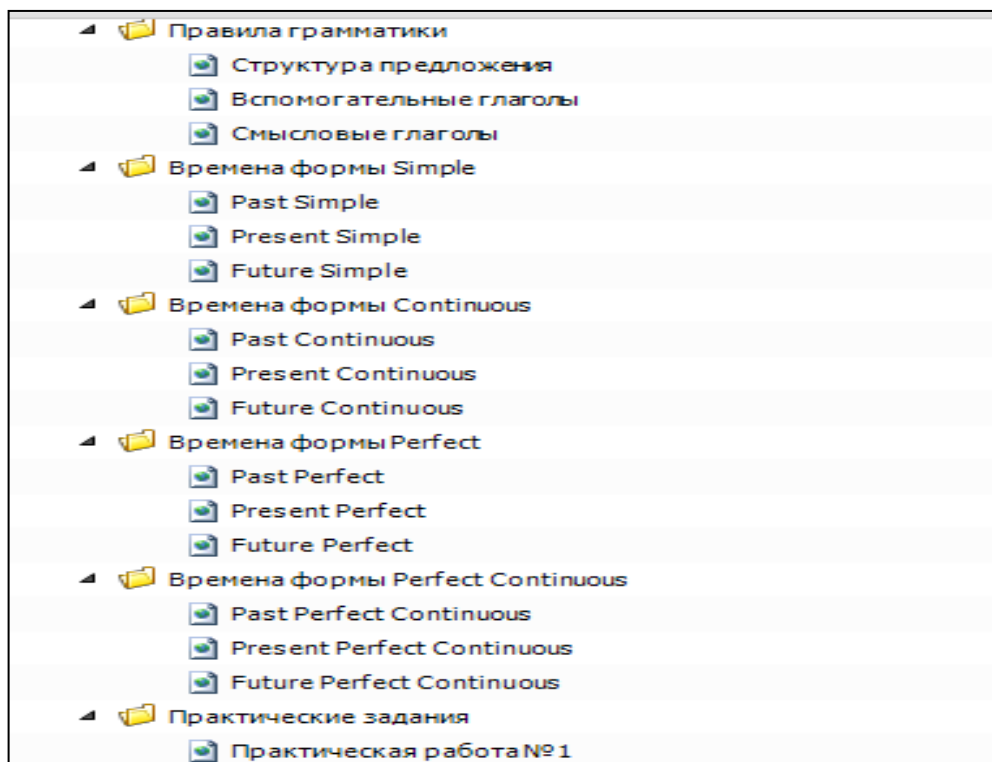 Правила грамматики
Структура предложения
Вспомогательные глаголы
Смысловые глаголы
Времена формы Simple
Past Simple
Present Simple
Future Simple
Времена формы Continuous
Past Continuous
Present Continuous
Future Continuous
Времена формы Perfect
Past Perfect
Present Perfect
Future Perfect
Времена формы Perfect Continuous
Past Perfect Continuous
Present Perfect Continuous
Future Perfect Continuous
Практические задания
Практическая работа №1